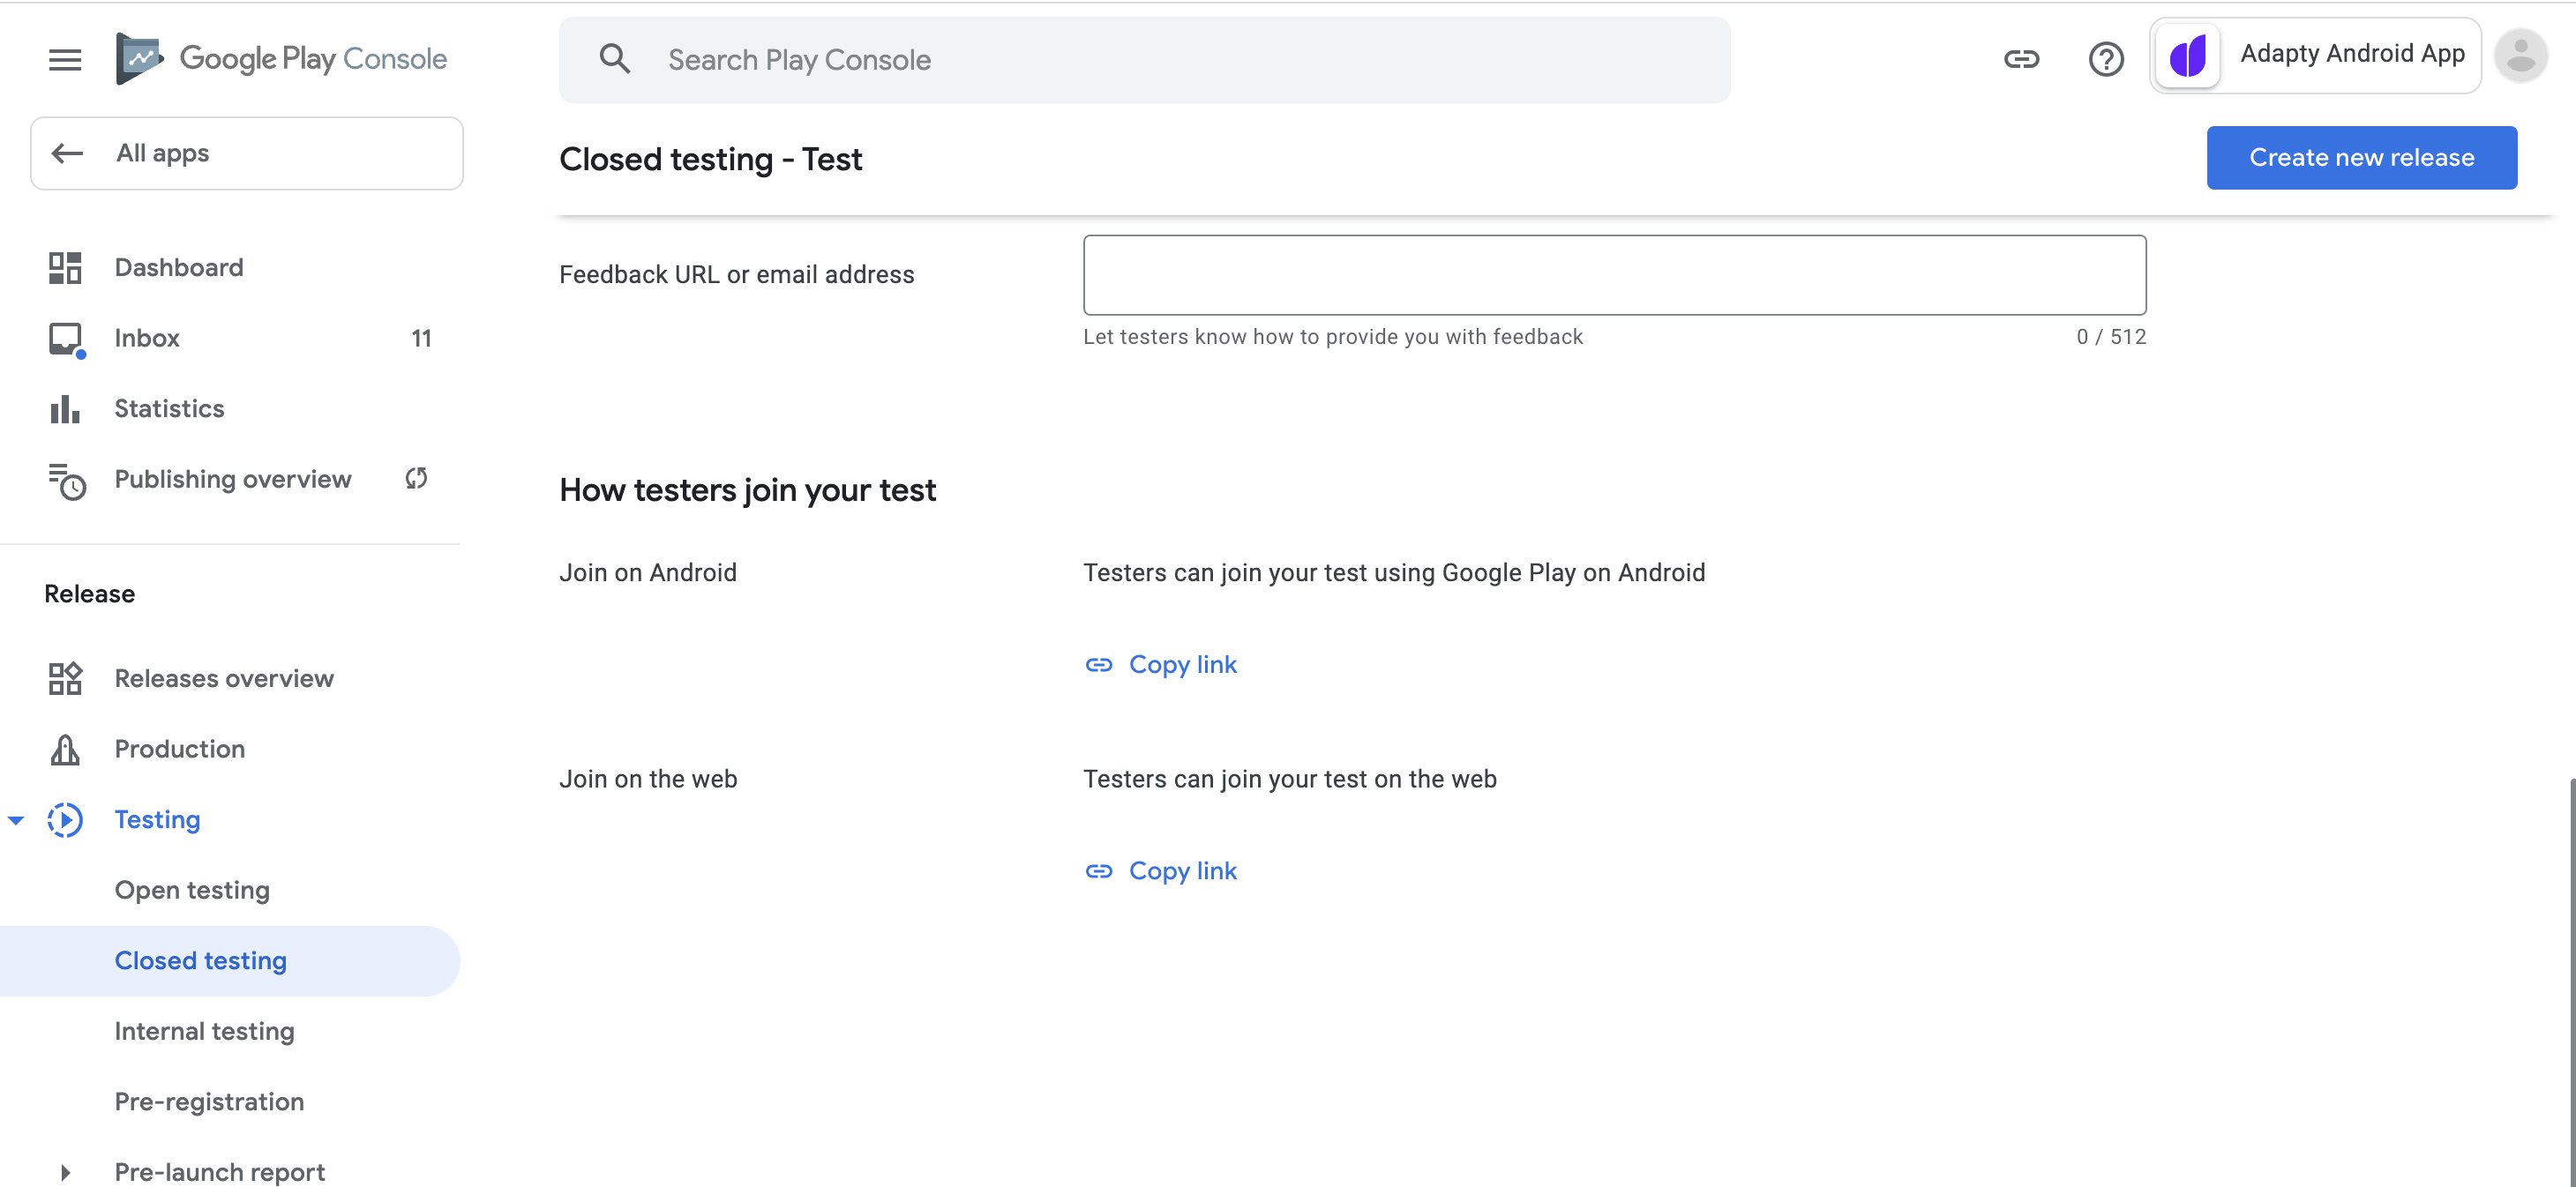 Google Play Console
Search Play Console
Adapty Android App
All apps
Closed testing - Test
Create new release
Dashboard
Inbox 11
Statistics
Publishing overview
Release
Releases overview
Production
Testing
Open testing
Closed testing
Internal testing
Pre-registration
Pre-launch report
Feedback URL or email address
Let testers know how to provide you with feedback 0 / 512
How testers join your test
Join on Android
Testers can join your test using Google Play on Android
Copy link
Join on the web
Testers can join your test on the web
Copy link